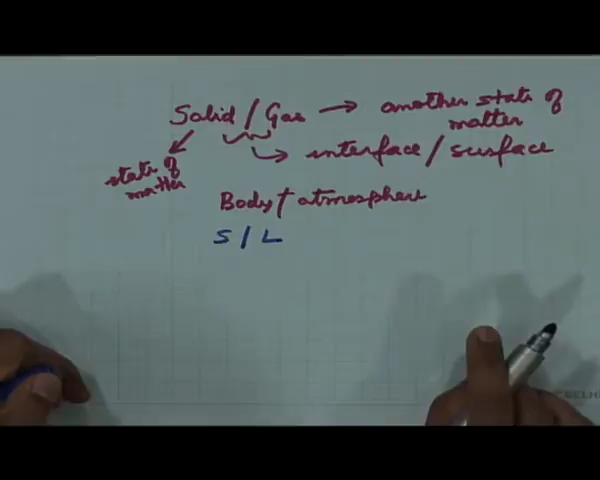 Solid / Gas → another state of
matter
→ interface / surface
state of
matter
Body / atmosphere
S / L